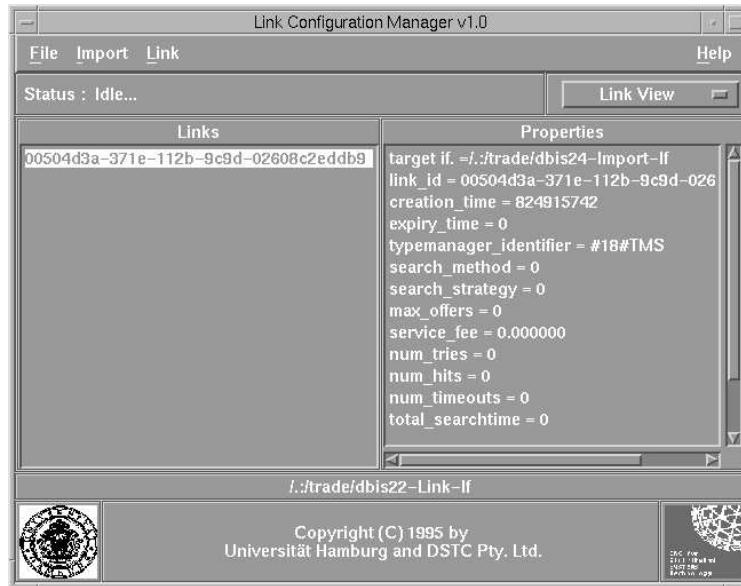 Link Configuration Manager v1.0
File Import Link Help
Status : Idle... Link View
Links
00504d3a-371e-112b-9c9d-02608c2eddb9
Properties
target if. =/.:/trade/dbis24-Import-If
link_id = 00504d3a-371e-112b-9c9d-026
creation_time = 824915742
expiry_time = 0
typemanager_identifier = #18#TMS
search_method = 0
search_strategy = 0
max_offers = 0
service_fee = 0.000000
num_tries = 0
num_hits = 0
num_timeouts = 0
total_searchtime = 0
/.:/trade/dbis22-Link-If
Copyright (C) 1995 by
Universität Hamburg and DSTC Pty. Ltd.